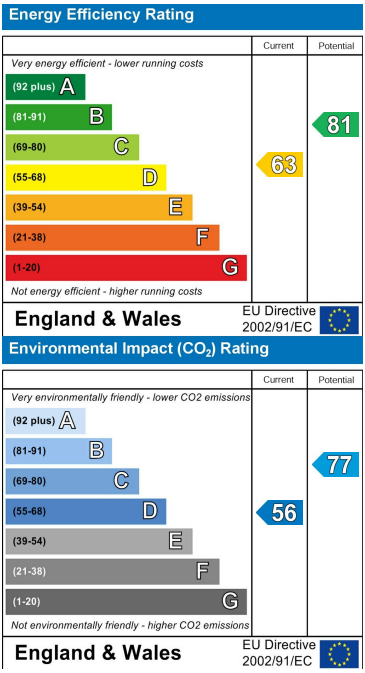 Energy Efficiency Rating
Current Potential
Very energy efficient - lower running costs
(92 plus) A
(81-91) B
81
(69-80) C
63
(55-68) D
(39-54) E
(21-38) F
(1-20) G
Not energy efficient - higher running costs
England & Wales
EU Directive
2002/91/EC
Environmental Impact (CO₂) Rating
Current Potential
Very environmentally friendly - lower CO2 emissions
(92 plus) A
(81-91) B
77
(69-80) C
(55-68) D
56
(39-54) E
(21-38) F
(1-20) G
Not environmentally friendly - higher CO2 emissions
England & Wales
EU Directive
2002/91/EC